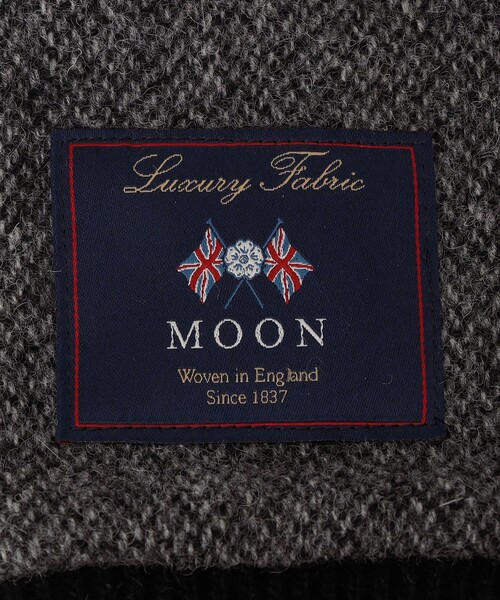 Luxury Fabric
MOON
Woven in England
Since 1837